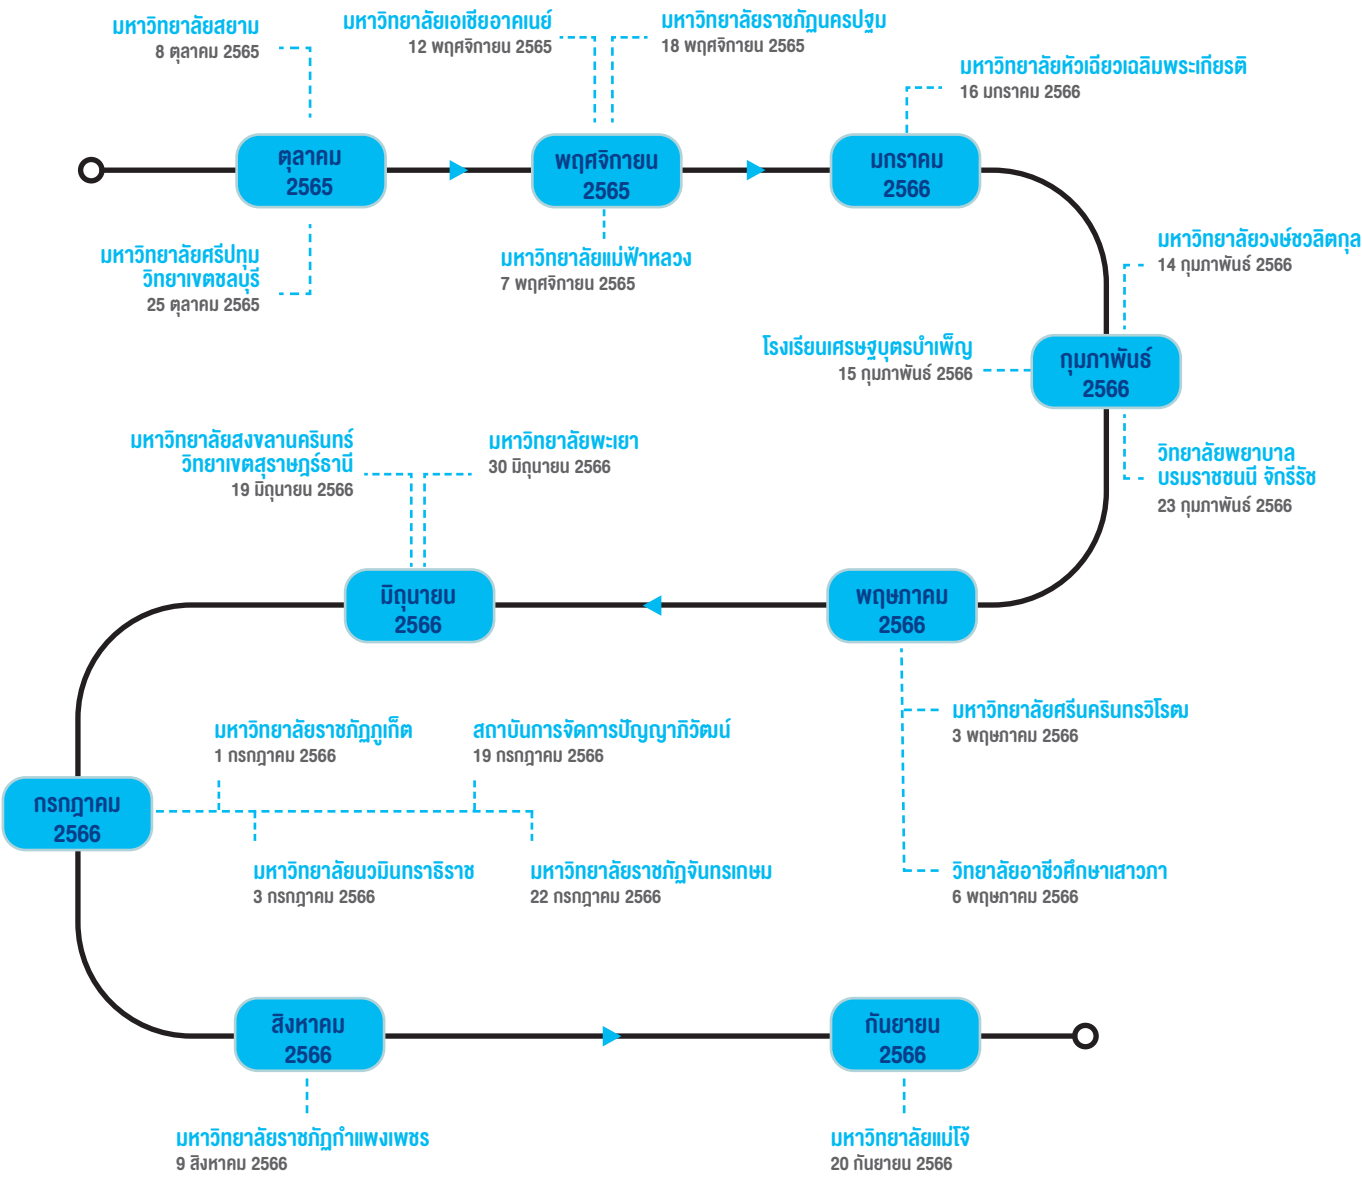 มหาวิทยาลัยสยาม
8 ตุลาคม 2565
มหาวิทยาลัยเอเชียอาคเนย์
12 พฤศจิกายน 2565
มหาวิทยาลัยราชภัฏนครปฐม
18 พฤศจิกายน 2565
มหาวิทยาลัยหัวเฉียวเฉลิมพระเกียรติ
16 มกราคม 2566
ตุลาคม
2565
พฤศจิกายน
2565
มกราคม
2566
มหาวิทยาลัยศรีปทุม
วิทยาเขตชลบุรี
25 ตุลาคม 2565
มหาวิทยาลัยแม่ฟ้าหลวง
7 พฤศจิกายน 2565
มหาวิทยาลัยวงษ์ชวลิตกุล
14 กุมภาพันธ์ 2566
โรงเรียนเศรษฐบุตรบำเพ็ญ
15 กุมภาพันธ์ 2566
กุมภาพันธ์
2566
วิทยาลัยพยาบาล
บรมราชชนนี จักรีรัช
23 กุมภาพันธ์ 2566
มหาวิทยาลัยสงขลานครินทร์
วิทยาเขตสุราษฎร์ธานี
19 มิถุนายน 2566
มหาวิทยาลัยพะเยา
30 มิถุนายน 2566
มิถุนายน
2566
พฤษภาคม
2566
มหาวิทยาลัยศรีนครินทรวิโรฒ
3 พฤษภาคม 2566
วิทยาลัยอาชีวศึกษาเสาวภา
6 พฤษภาคม 2566
มหาวิทยาลัยราชภัฏภูเก็ต
1 กรกฎาคม 2566
สถาบันการจัดการปัญญาภิวัฒน์
19 กรกฎาคม 2566
กรกฎาคม
2566
มหาวิทยาลัยนวมินทราธิราช
3 กรกฎาคม 2566
มหาวิทยาลัยราชภัฏจันทรเกษม
22 กรกฎาคม 2566
สิงหาคม
2566
กันยายน
2566
มหาวิทยาลัยราชภัฏกำแพงเพชร
9 สิงหาคม 2566
มหาวิทยาลัยแม่โจ้
20 กันยายน 2566